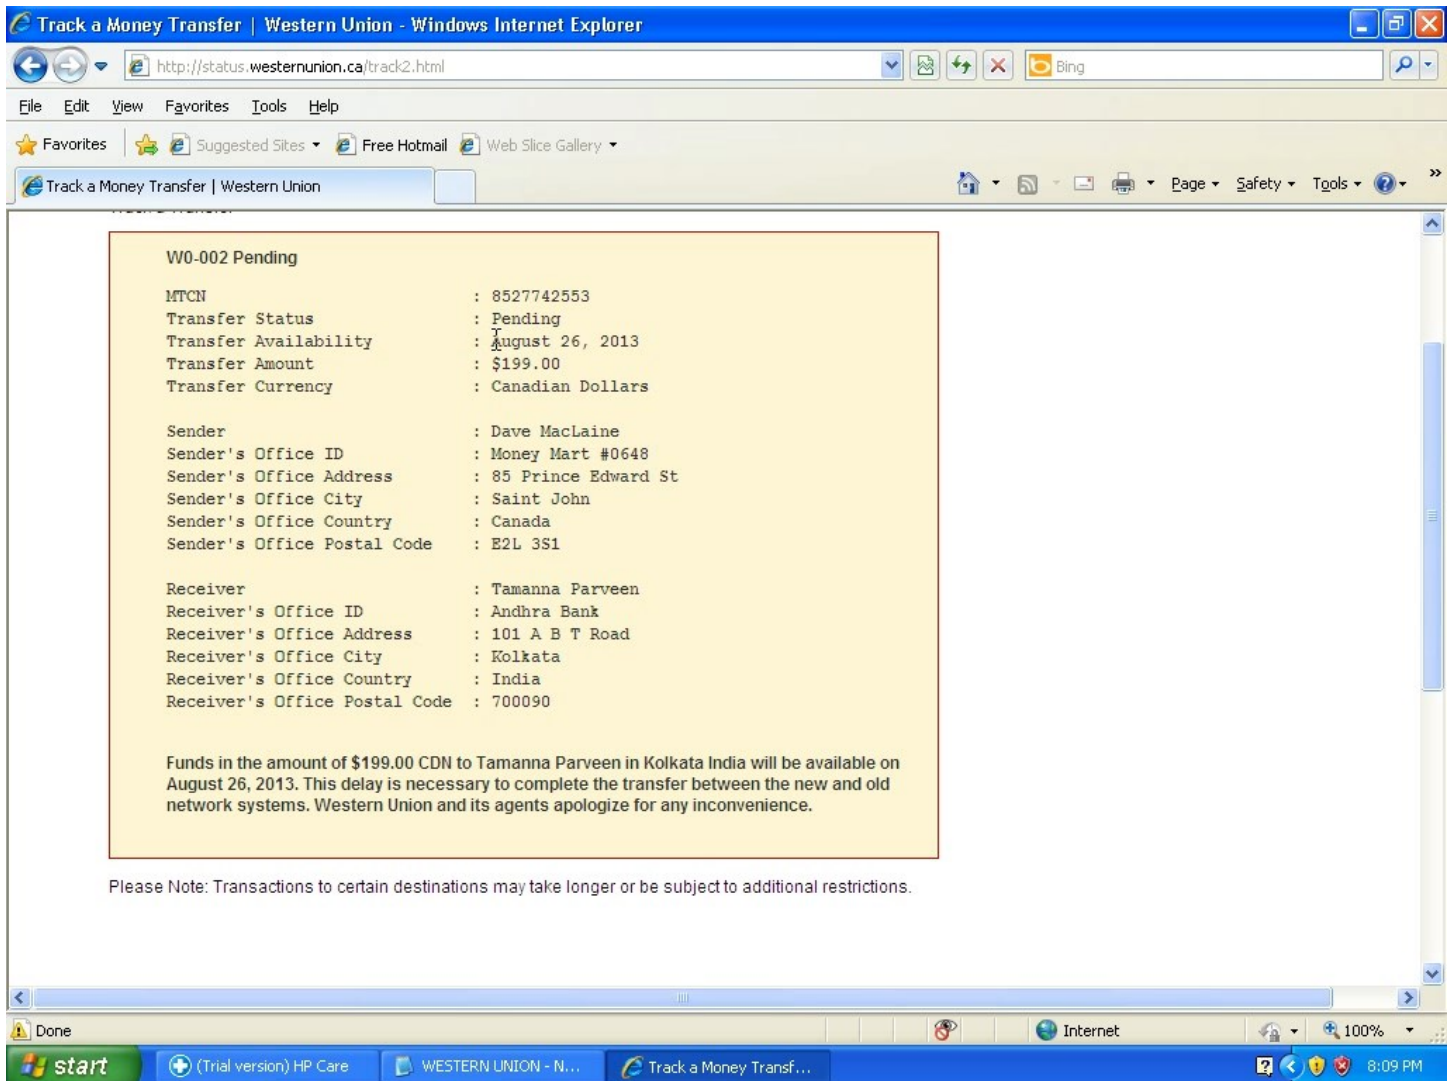 Track a Money Transfer | Western Union - Windows Internet Explorer
http://status.westernunion.ca/track2.html
Bing
File Edit View Favorites Tools Help
Favorites Suggested Sites Free Hotmail Web Slice Gallery
Track a Money Transfer | Western Union Page Safety Tools »
Track a Transfer
W0-002 Pending
MTCN : 8527742553
Transfer Status : Pending
Transfer Availability : August 26, 2013
Transfer Amount : $199.00
Transfer Currency : Canadian Dollars
Sender : Dave MacLaine
Sender's Office ID : Money Mart #0648
Sender's Office Address : 85 Prince Edward St
Sender's Office City : Saint John
Sender's Office Country : Canada
Sender's Office Postal Code : E2L 3S1
Receiver : Tamanna Parveen
Receiver's Office ID : Andhra Bank
Receiver's Office Address : 101 A B T Road
Receiver's Office City : Kolkata
Receiver's Office Country : India
Receiver's Office Postal Code : 700090
Funds in the amount of $199.00 CDN to Tamanna Parveen in Kolkata India will be available on
August 26, 2013. This delay is necessary to complete the transfer between the new and old
network systems. Western Union and its agents apologize for any inconvenience.
Please Note: Transactions to certain destinations may take longer or be subject to additional restrictions.
Done Internet 100%
start (Trial version) HP Care WESTERN UNION - N... Track a Money Transf... 8:09 PM